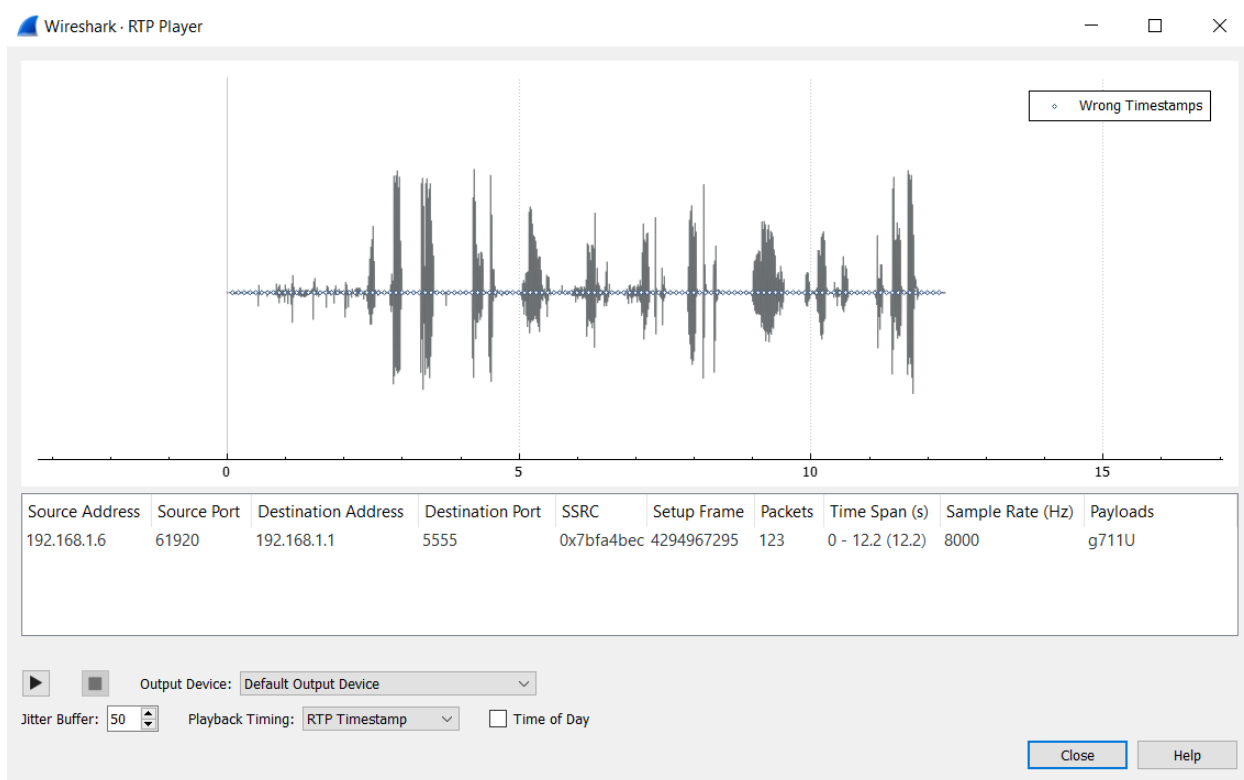 Wireshark · RTP Player
Wrong Timestamps
0 5 10 15
Source Address Source Port Destination Address Destination Port SSRC Setup Frame Packets Time Span (s) Sample Rate (Hz) Payloads
192.168.1.6 61920 192.168.1.1 5555 0x7bfa4bec 4294967295 123 0 - 12.2 (12.2) 8000 g711U
Output Device: Default Output Device
Jitter Buffer: 50 Playback Timing: RTP Timestamp Time of Day
Close Help